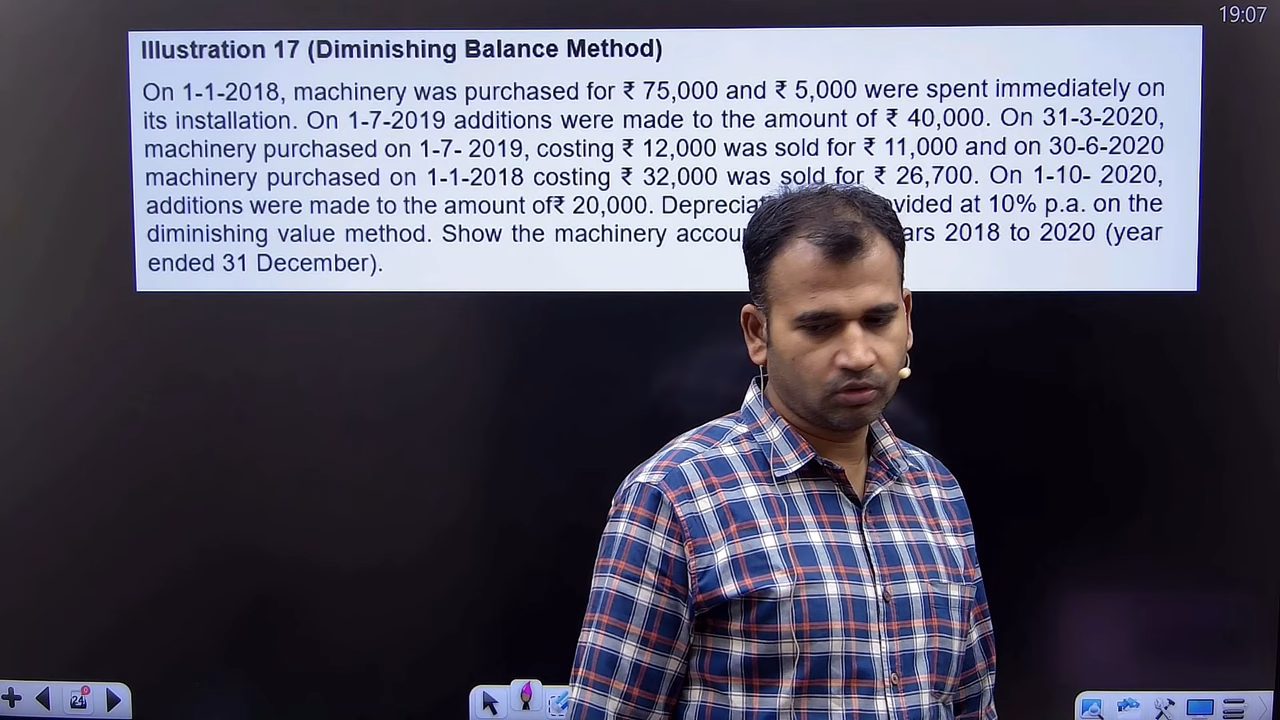 19:07
Illustration 17 (Diminishing Balance Method)
On 1-1-2018, machinery was purchased for ₹ 75,000 and ₹ 5,000 were spent immediately on
its installation. On 1-7-2019 additions were made to the amount of ₹ 40,000. On 31-3-2020,
machinery purchased on 1-7- 2019, costing ₹ 12,000 was sold for ₹ 11,000 and on 30-6-2020
machinery purchased on 1-1-2018 costing ₹ 32,000 was sold for ₹ 26,700. On 1-10- 2020,
additions were made to the amount of₹ 20,000. Depreciat vided at 10% p.a. on the
diminishing value method. Show the machinery accou ars 2018 to 2020 (year
ended 31 December).
24